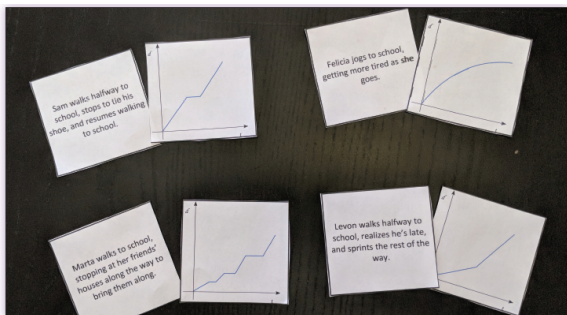 Sam walks halfway to
school, stops to tie his
shoe, and resumes walking
to school.
Felicia jogs to school,
getting more tired as she
goes.
Marta walks to school,
stopping at her friends'
houses along the way to
bring them along.
Levon walks halfway to
school, realizes he's late,
and sprints the rest of the
way.